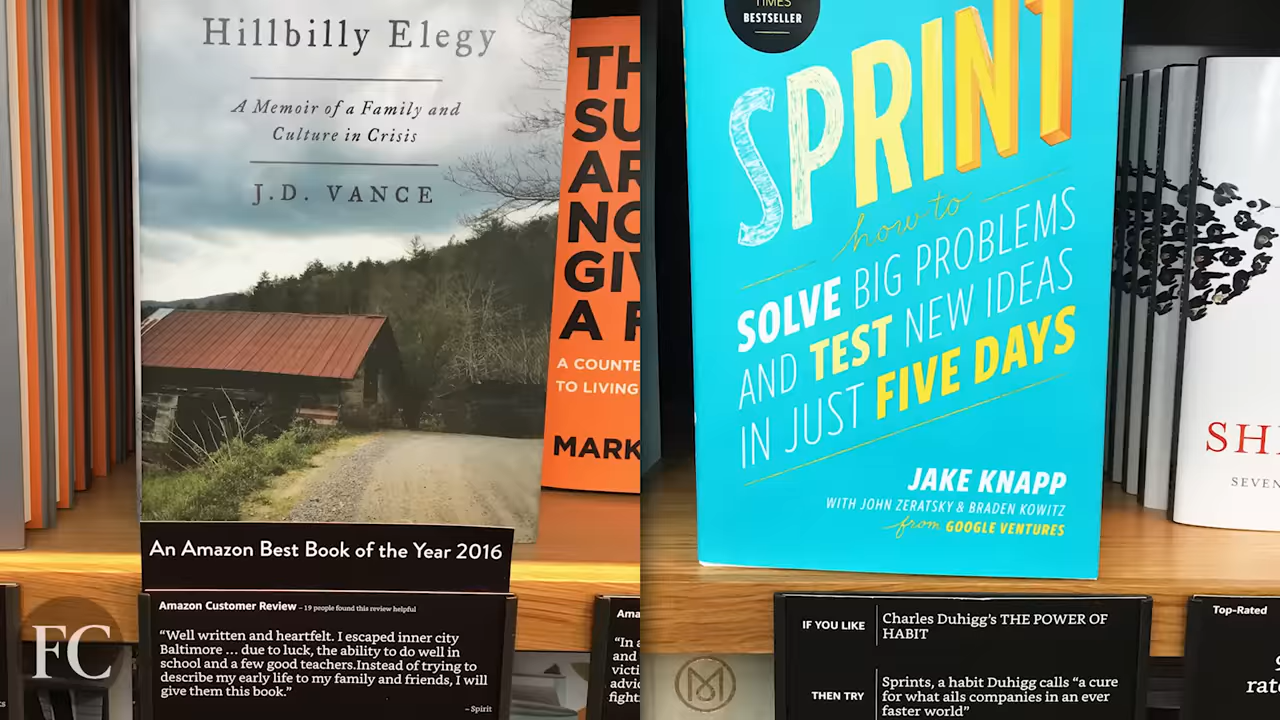 Hillbilly Elegy
A Memoir of a Family and
Culture in Crisis
J.D. VANCE
An Amazon Best Book of the Year 2016
Amazon Customer Review – 19 people found this review helpful
“Well written and heartfelt. I escaped inner city
Baltimore ... due to luck, the ability to do well in
school and a few good teachers.Instead of trying to
describe my early life to my family and friends, I will
give them this book.”
– Spirit
TH
SU
AR
NO
GIV
A F
A COUNTE
TO LIVING
MARK
Ama
“In a
and
victi
advic
fight
TIMES
BESTSELLER
SPRINT
how to
SOLVE BIG PROBLEMS
AND TEST NEW IDEAS
IN JUST FIVE DAYS
JAKE KNAPP
WITH JOHN ZERATSKY & BRADEN KOWITZ
from GOOGLE VENTURES
IF YOU LIKE
Charles Duhigg’s THE POWER OF
HABIT
THEN TRY
Sprints, a habit Duhigg calls “a cure
for what ails companies in an ever
faster world”
SH
SEVEN
Top-Rated
rate
FC